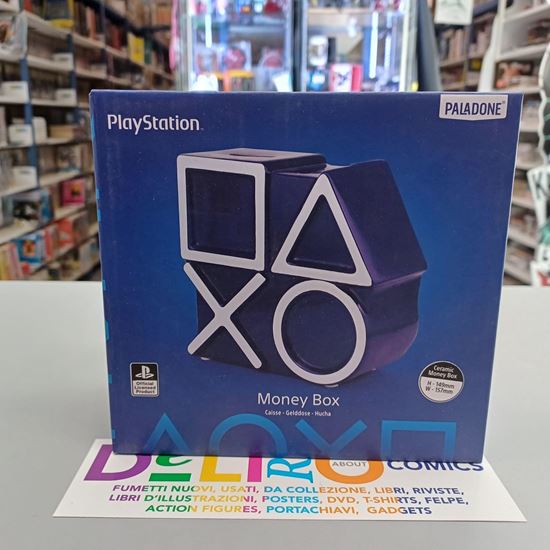 PlayStation
PALADONE
Official
Licensed
Product
Ceramic
Money Box
H - 149mm
W - 157mm
Money Box
Caisse - Gelddose - Hucha
DeLiRO ABOUT COMICS
FUMETTI NUOVI, USATI, DA COLLEZIONE, LIBRI, RIVISTE,
LIBRI D'ILLUSTRAZIONI, POSTERS, DVD, T-SHIRTS, FELPE,
ACTION FIGURES, PORTACHIAVI, GADGETS